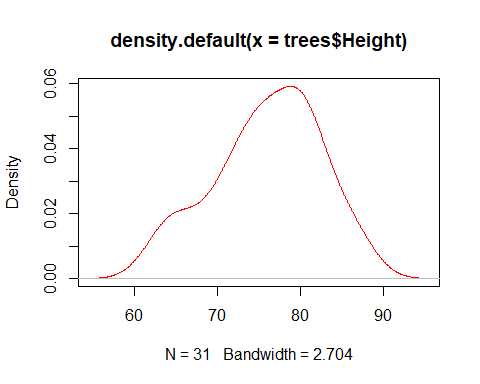 density.default(x = trees$Height)
Density
0.06
0.04
0.02
0.00
60 70 80 90
N = 31 Bandwidth = 2.704